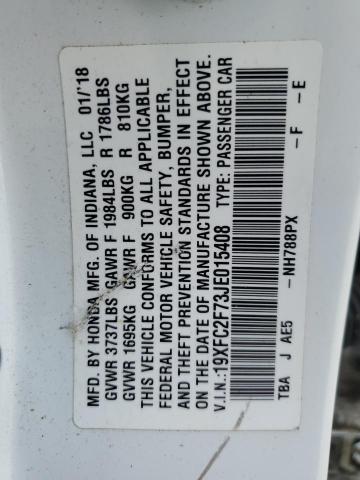 MFD. BY HONDA MFG. OF INDIANA, LLC 01/'18
GVWR 3737LBS GAWR F 1984LBS R 1786LBS
GVWR 1695KG GAWR F 900KG R 810KG
THIS VEHICLE CONFORMS TO ALL APPLICABLE
FEDERAL MOTOR VEHICLE SAFETY, BUMPER,
AND THEFT PREVENTION STANDARDS IN EFFECT
ON THE DATE OF MANUFACTURE SHOWN ABOVE.
V.I.N.:19XFC2F73JE015408 TYPE: PASSENGER CAR
TBA J AE5 -NH788PX -F -E